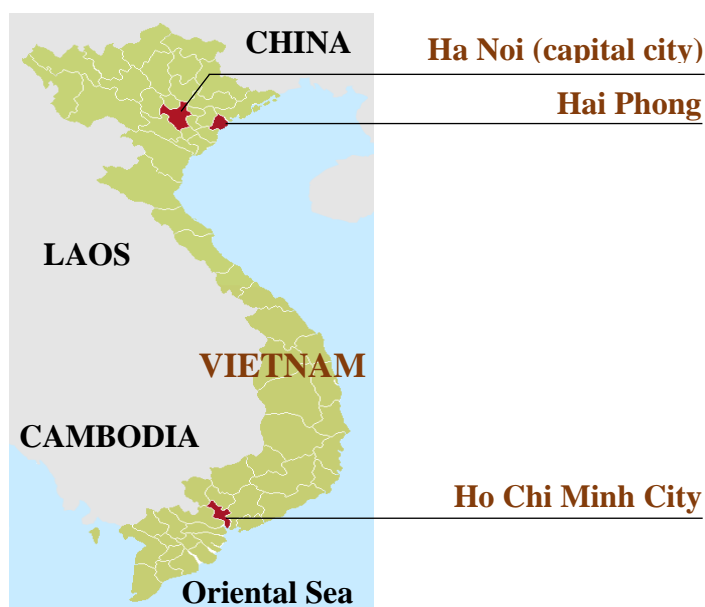 CHINA
Ha Noi (capital city)
Hai Phong
LAOS
VIETNAM
CAMBODIA
Ho Chi Minh City
Oriental Sea